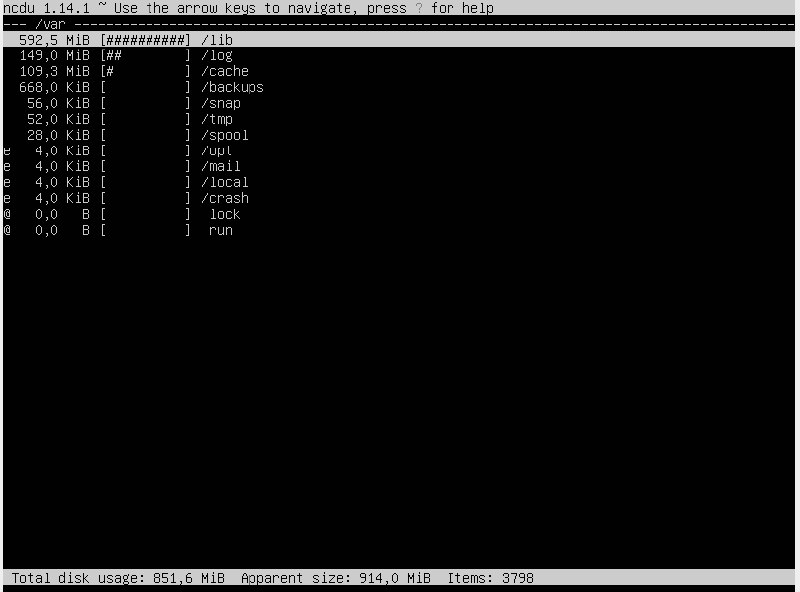 ncdu 1.14.1 ~ Use the arrow keys to navigate, press ? for help
--- /var ---------------------------------------------------------------------------------------------
592,5 MiB [##########] /lib
149,0 MiB [## ] /log
109,3 MiB [# ] /cache
668,0 KiB [ ] /backups
56,0 KiB [ ] /snap
52,0 KiB [ ] /tmp
28,0 KiB [ ] /spool
e 4,0 KiB [ ] /opt
e 4,0 KiB [ ] /mail
e 4,0 KiB [ ] /local
e 4,0 KiB [ ] /crash
@ 0,0 B [ ] lock
@ 0,0 B [ ] run
Total disk usage: 851,6 MiB Apparent size: 914,0 MiB Items: 3798